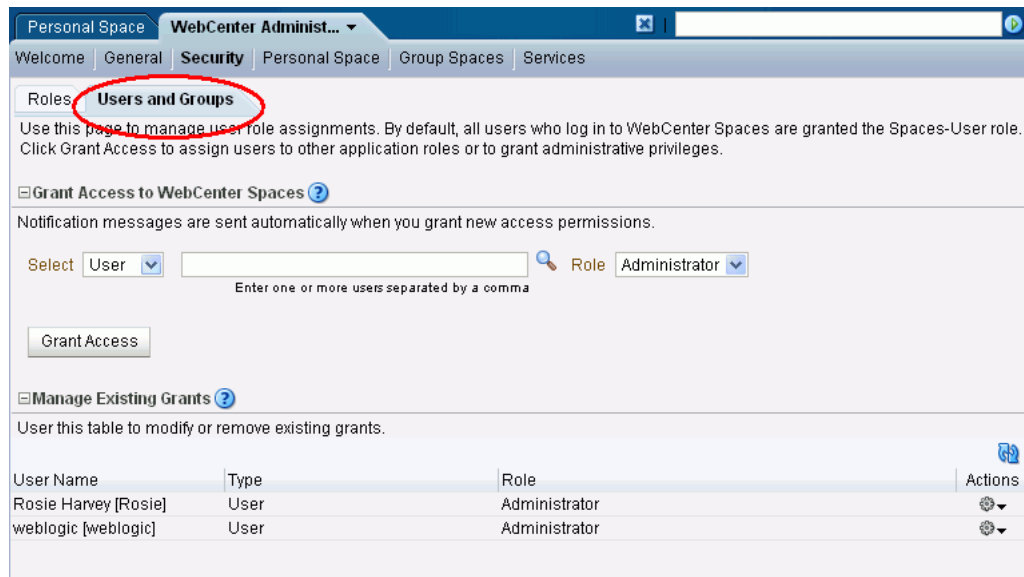 Personal Space WebCenter Administ...
Welcome General Security Personal Space Group Spaces Services
Roles Users and Groups
Use this page to manage user role assignments. By default, all users who log in to WebCenter Spaces are granted the Spaces-User role.
Click Grant Access to assign users to other application roles or to grant administrative privileges.
Grant Access to WebCenter Spaces ?
Notification messages are sent automatically when you grant new access permissions.
Select User Role Administrator
Enter one or more users separated by a comma
Grant Access
Manage Existing Grants ?
User this table to modify or remove existing grants.
User Name Type Role Actions
Rosie Harvey [Rosie] User Administrator
weblogic [weblogic] User Administrator